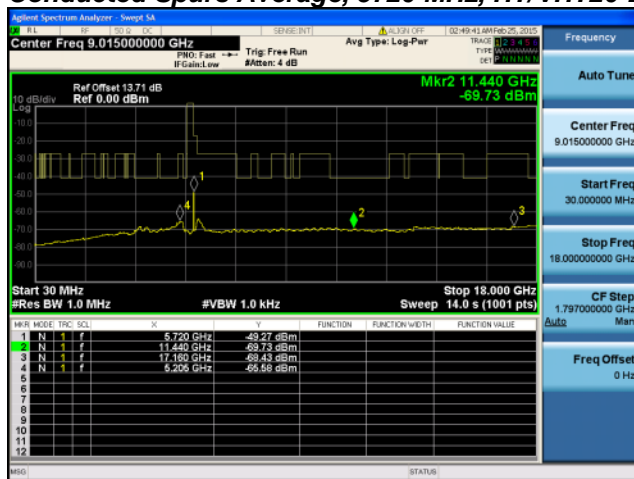 Agilent Spectrum Analyzer - Swept SA
RL RF 50 Ω DC SENSE:INT ALIGN OFF 02:49:41 AM Feb 25, 2015
Center Freq 9.015000000 GHz
PNO: Fast
IFGain:Low
Trig: Free Run
#Atten: 4 dB
Avg Type: Log-Pwr
TRACE 1 2 3 4 5 6
TYPE
DET P N N N N N
Mkr2 11.440 GHz
-69.73 dBm
Ref Offset 13.71 dB
Ref 0.00 dBm
10 dB/div
Log
-10.0
-20.0
-30.0
-40.0
-50.0
-60.0
-70.0
-80.0
-90.0
1
4
2
3
Start 30 MHz
Stop 18.000 GHz
#Res BW 1.0 MHz
#VBW 1.0 kHz
Sweep 14.0 s (1001 pts)
MKR MODE TRC SCL X Y FUNCTION FUNCTION WIDTH FUNCTION VALUE
1 N 1 f 5.720 GHz -49.27 dBm
2 N 1 f 11.440 GHz -69.73 dBm
3 N 1 f 17.160 GHz -68.43 dBm
4 N 1 f 5.205 GHz -65.58 dBm
5
6
7
8
9
10
11
12
MSG
STATUS
Frequency
Auto Tune
Center Freq
9.015000000 GHz
Start Freq
30.000000 MHz
Stop Freq
18.000000000 GHz
CF Step
1.797000000 GHz
Auto Man
Freq Offset
0 Hz